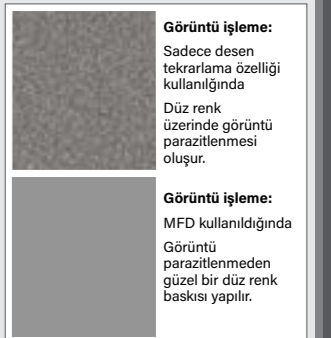 Görüntü işleme:
Sadece desen
tekrarlama özelliği
kullanılğında
Düz renk
üzerinde görüntü
parazitlenmesi
oluşur.
Görüntü işleme:
MFD kullanıldığında
Görüntü
parazitlenmeden
güzel bir düz renk
baskısı yapılır.